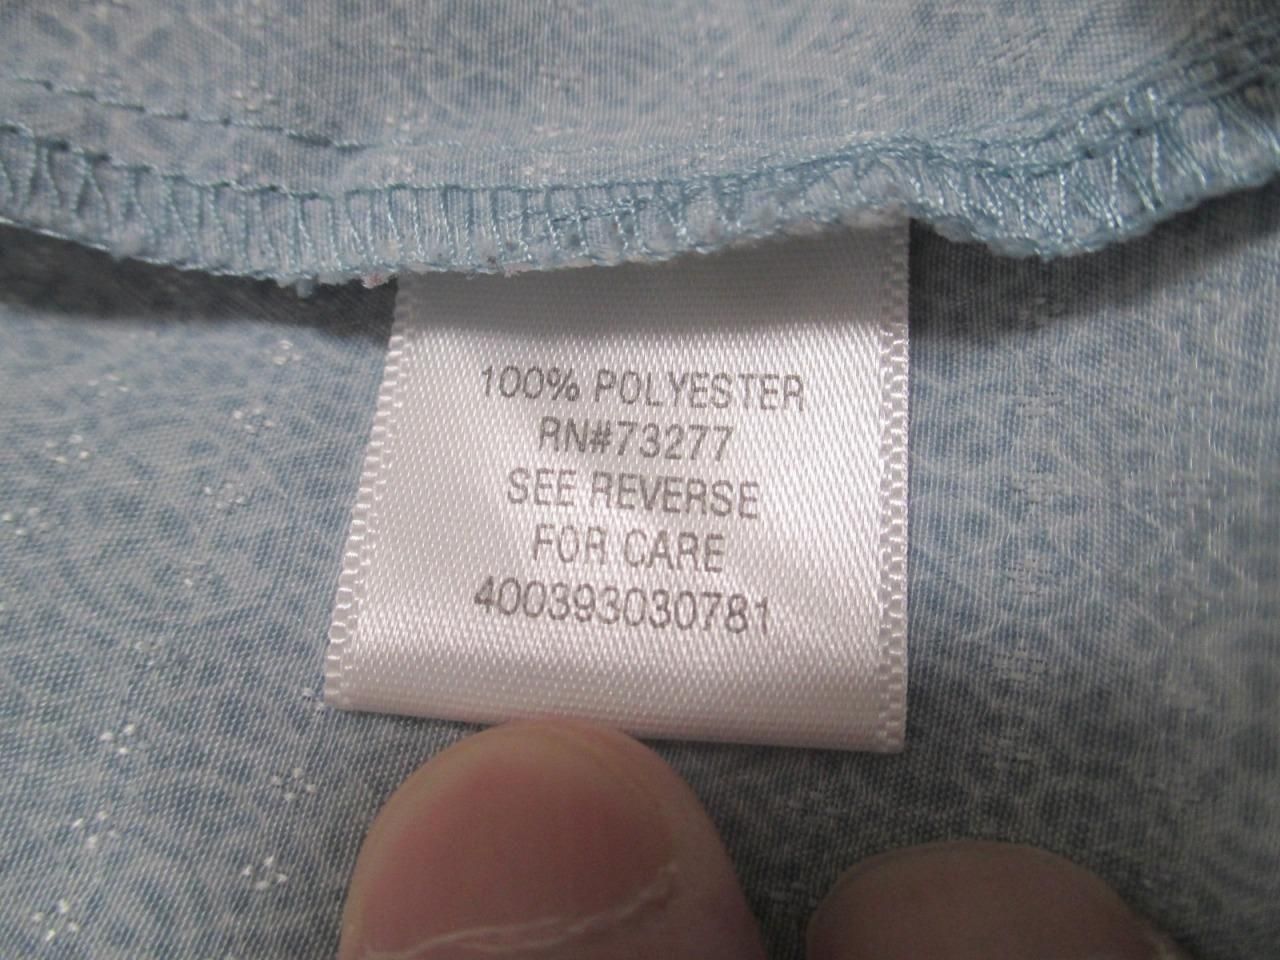 100% POLYESTER
RN#73277
SEE REVERSE
FOR CARE
400393030781